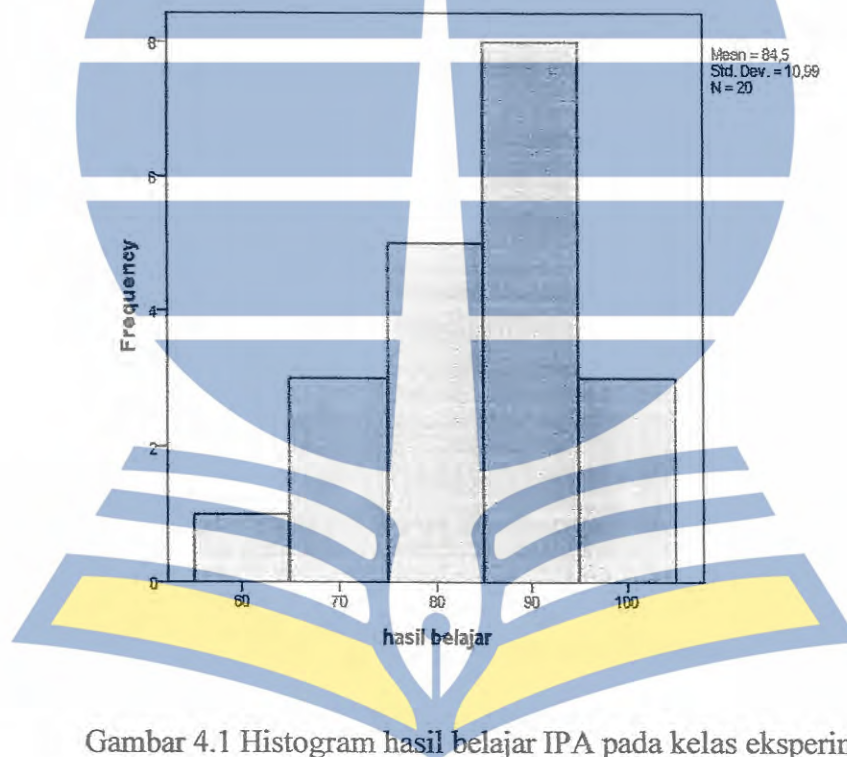 Mean = 84,5
Std. Dev. = 10,99
N = 20
8
6
4
2
0
Frequency
60
70
80
90
100
hasil belajar
Gambar 4.1 Histogram hasil belajar IPA pada kelas